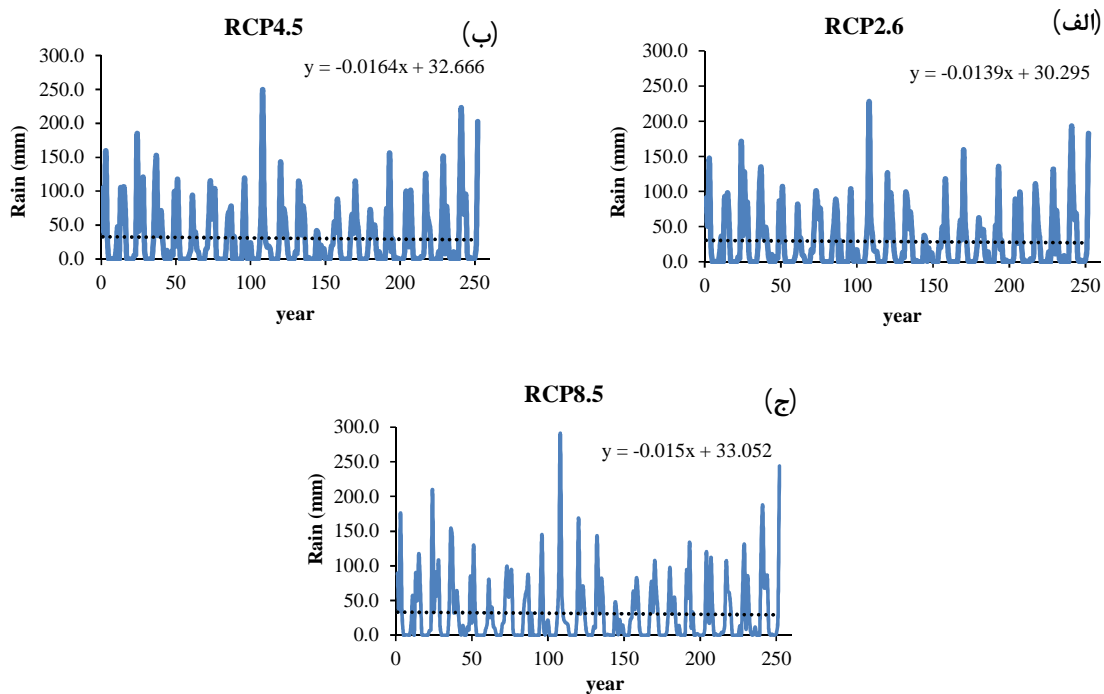 (الف)
RCP2.6
y = -0.0139x + 30.295
300.0
250.0
200.0
150.0
100.0
50.0
0.0
Rain (mm)
0 50 100 150 200 250
year
(ب)
RCP4.5
y = -0.0164x + 32.666
300.0
250.0
200.0
150.0
100.0
50.0
0.0
Rain (mm)
0 50 100 150 200 250
year
(ج)
RCP8.5
y = -0.015x + 33.052
300.0
250.0
200.0
150.0
100.0
50.0
0.0
Rain (mm)
0 50 100 150 200 250
year